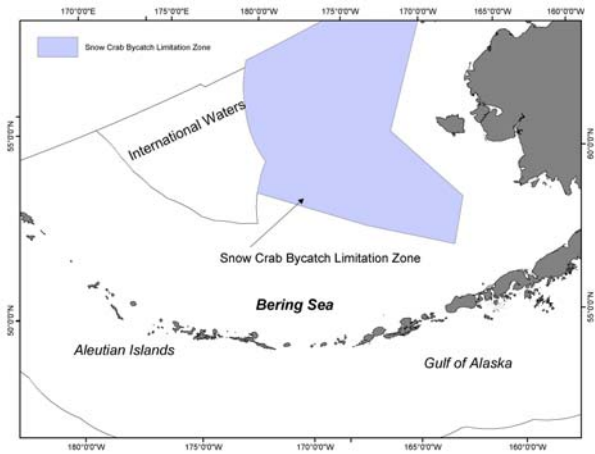 170°0'0"E 175°0'0"E 180°0'0" 175°0'0"W 170°0'0"W 165°0'0"W 160°0'0"W
Snow Crab Bycatch Limitation Zone
International Waters
55°0'0"N
60°0'0"N
Snow Crab Bycatch Limitation Zone
Bering Sea
50°0'0"N
55°0'0"N
Aleutian Islands
Gulf of Alaska
180°0'0" 175°0'0"W 170°0'0"W 165°0'0"W 160°0'0"W